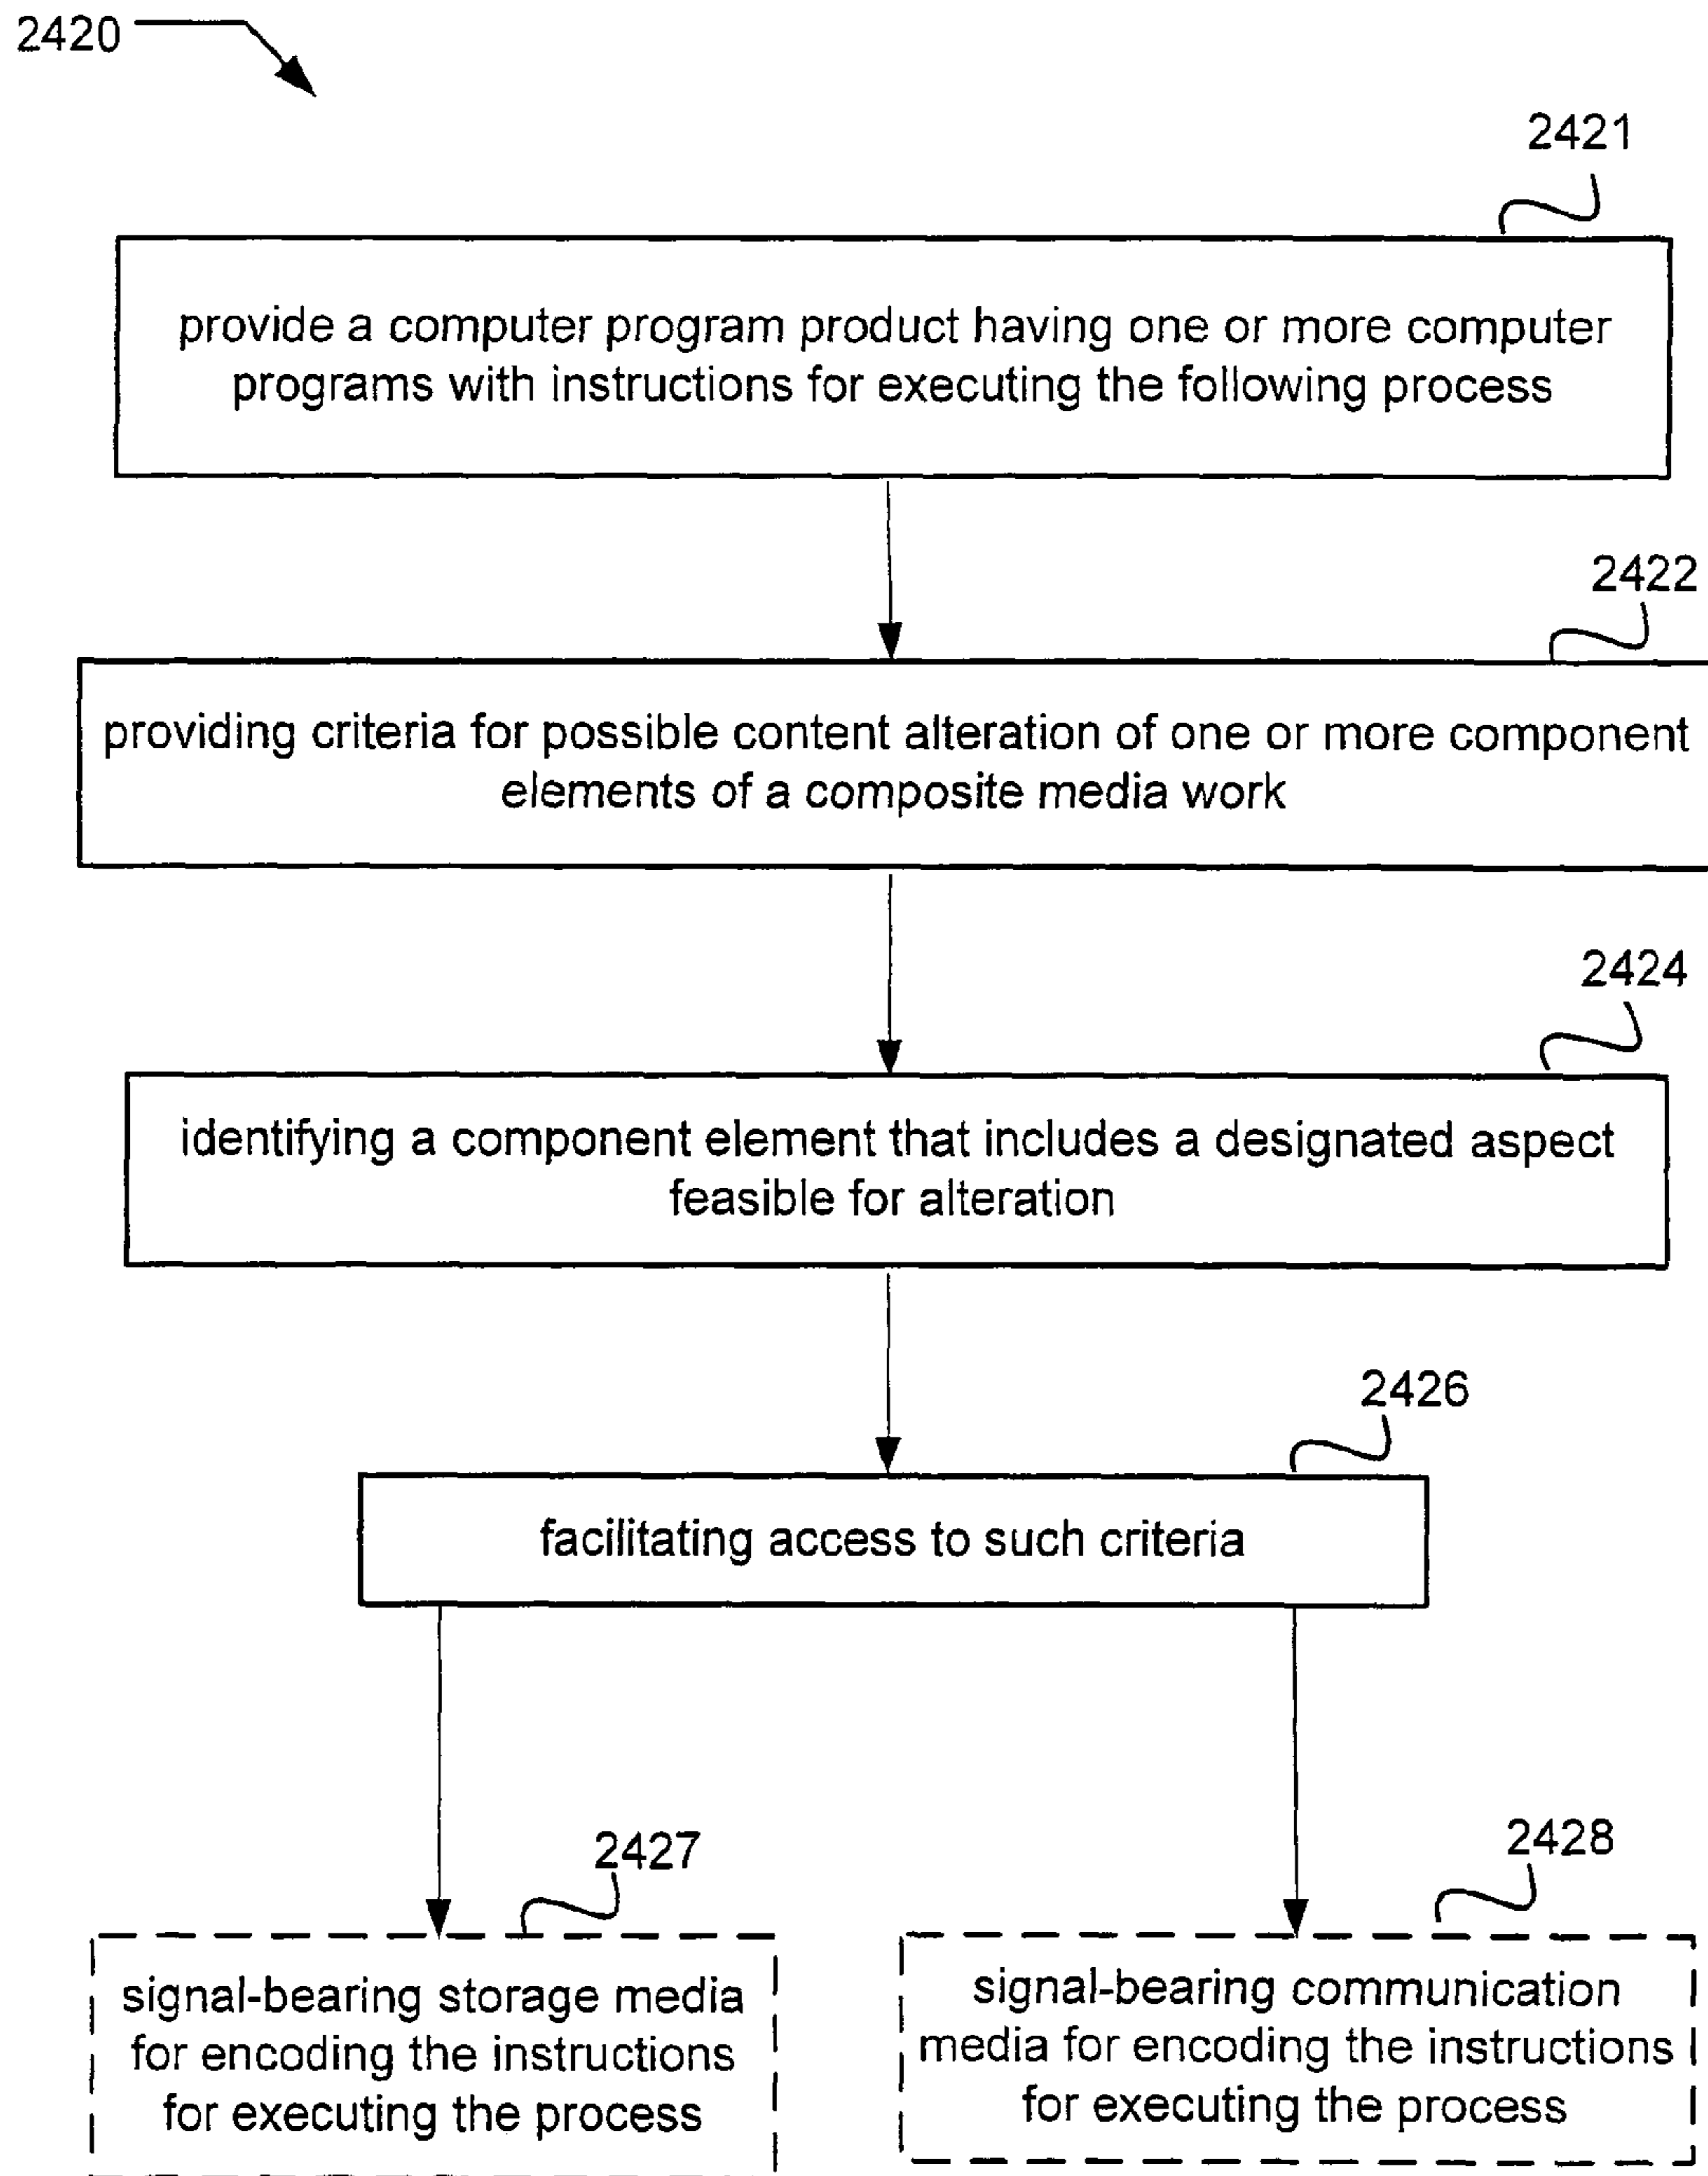 2420
2421
provide a computer program product having one or more computer
programs with instructions for executing the following process
2422
providing criteria for possible content alteration of one or more component
elements of a composite media work
2424
identifying a component element that includes a designated aspect
feasible for alteration
2426
facilitating access to such criteria
2427
signal-bearing storage media
for encoding the instructions
for executing the process
2428
signal-bearing communication
media for encoding the instructions
for executing the process